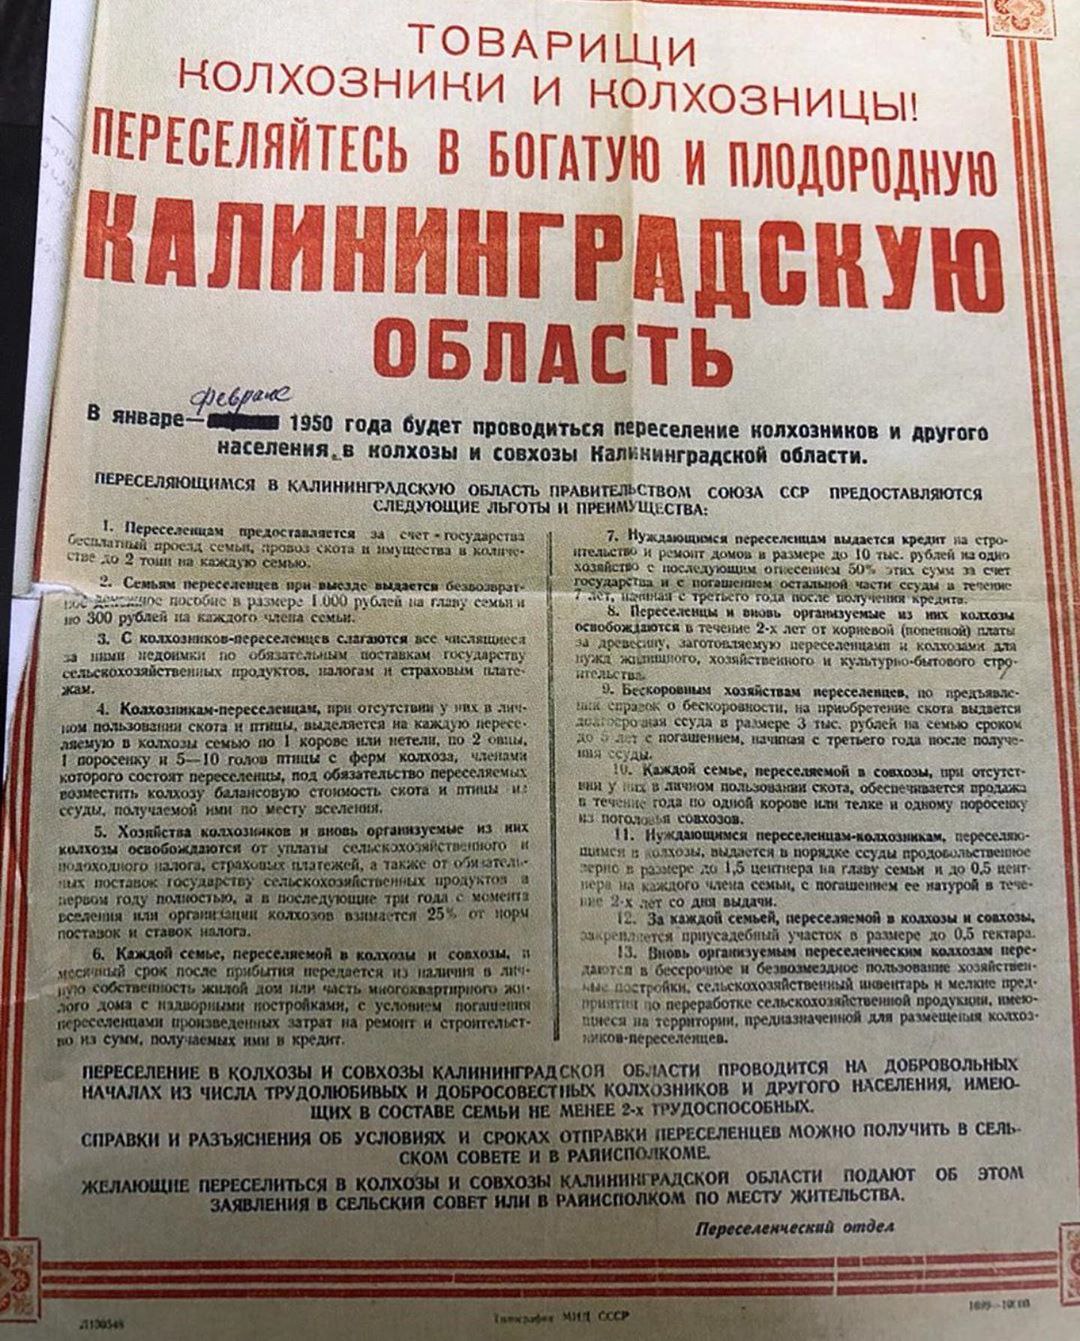 ТОВАРИЩИ
КОЛХОЗНИКИ И КОЛХОЗНИЦЫ!
ПЕРЕСЕЛЯЙТЕСЬ В БОГАТУЮ И ПЛОДОРОДНУЮ
КАЛИНИНГРАДСКУЮ
ОБЛАСТЬ
феврале
В январе— 1950 года будет проводиться переселение колхозников и другого
населения в колхозы и совхозы Калининградской области.
ПЕРЕСЕЛЯЮЩИМСЯ В КАЛИНИНГРАДСКУЮ ОБЛАСТЬ ПРАВИТЕЛЬСТВОМ СОЮЗА ССР ПРЕДОСТАВЛЯЮТСЯ
СЛЕДУЮЩИЕ ЛЬГОТЫ И ПРЕИМУЩЕСТВА:
1. Переселенцам предоставляется за счет государства
бесплатный проезд семьи, провоз скота и имущества в количе-
стве до 2 тонн на каждую семью.
2. Семьям переселенцев при выезде выдается безвозврат-
ное денежное пособие в размере 1.000 рублей на главу семьи и
по 300 рублей на каждого члена семьи.
3. С колхозников-переселенцев слагаются все числящиеся
за ними недоимки по обязательным поставкам государству
сельскохозяйственных продуктов, налогам и страховым плате-
жам.
4. Колхозникам-переселенцам, при отсутствии у них в лич-
ном пользовании скота и птицы, выделяется на каждую пересе-
ляемую в колхозы семью по 1 корове или нетели, по 2 овцы,
1 поросенку и 5—10 голов птицы с ферм колхоза, членами
которого состоят переселенцы, под обязательство переселяемых
возместить колхозу балансовую стоимость скота и птицы из
ссуды, получаемой ими по месту вселения.
5. Хозяйства колхозников и вновь организуемые из них
колхозы освобождаются от уплаты сельскохозяйственного и
подоходного налога, страховых платежей, а также от обязатель-
ных поставок государству сельскохозяйственных продуктов в
первом году полностью, а в последующие три года с момента
вселения или организации колхозов взимается 25% от норм
поставок и ставок налога.
6. Каждой семье, переселяемой в колхозы и совхозы, в
месячный срок после прибытия передается из наличия в лич-
ную собственность жилой дом или часть многоквартирного жи-
лого дома с надворными постройками, с условием погашения
переселенцами произведенных затрат на ремонт и строительст-
во из сумм, получаемых ими в кредит.
7. Нуждающимся переселенцам выдается кредит на стро-
ительство и ремонт домов в размере до 10 тыс. рублей на одно
хозяйство с последующим отнесением 50% этих сумм за счет
государства и с погашением остальной части ссуды в течение
7 лет, начиная с третьего года после получения кредита.
8. Переселенцы и вновь организуемые из них колхозы
освобождаются в течение 2-х лет от корневой (попенной) платы
за древесину, заготовляемую переселенцами и колхозами для
нужд жилищного, хозяйственного и культурно-бытового стро-
ительства.
9. Бескоровным хозяйствам переселенцев, по предъявле-
нии справок о бескоровности, на приобретение скота выдается
долгосрочная ссуда в размере 3 тыс. рублей на семью сроком
до 5 лет с погашением, начиная с третьего года после получе-
ния ссуды.
10. Каждой семье, переселяемой в совхозы, при отсутст-
вии у них в личном пользовании скота, обеспечивается продажа
в течение года по одной корове или телке и одному поросенку
из поголовья совхозов.
11. Нуждающимся переселенцам-колхозникам, переселяю-
щимся в колхозы, выдается в порядке ссуды продовольственное
зерно в размере до 1,5 центнера на главу семьи и до 0,5 цент-
нера на каждого члена семьи, с погашением ее натурой в тече-
ние 2-х лет со дня выдачи.
12. За каждой семьей, переселяемой в колхозы и совхозы,
закрепляется приусадебный участок в размере до 0,5 гектара.
13. Вновь организуемым переселенческим колхозам пере-
даются в бессрочное и безвозмездное пользование хозяйствен-
ные постройки, сельскохозяйственный инвентарь и мелкие пред-
приятия по переработке сельскохозяйственной продукции, имею-
щиеся на территории, предназначенной для размещения колхоз-
ников-переселенцев.
ПЕРЕСЕЛЕНИЕ В КОЛХОЗЫ И СОВХОЗЫ КАЛИНИНГРАДСКОЙ ОБЛАСТИ ПРОВОДИТСЯ НА ДОБРОВОЛЬНЫХ
НАЧАЛАХ ИЗ ЧИСЛА ТРУДОЛЮБИВЫХ И ДОБРОСОВЕСТНЫХ КОЛХОЗНИКОВ И ДРУГОГО НАСЕЛЕНИЯ, ИМЕЮ-
ЩИХ В СОСТАВЕ СЕМЬИ НЕ МЕНЕЕ 2-х ТРУДОСПОСОБНЫХ.
СПРАВКИ И РАЗЪЯСНЕНИЯ ОБ УСЛОВИЯХ И СРОКАХ ОТПРАВКИ ПЕРЕСЕЛЕНЦЕВ МОЖНО ПОЛУЧИТЬ В СЕЛЬ-
СКОМ СОВЕТЕ И В РАЙИСПОЛКОМЕ.
ЖЕЛАЮЩИЕ ПЕРЕСЕЛИТЬСЯ В КОЛХОЗЫ И СОВХОЗЫ КАЛИНИНГРАДСКОЙ ОБЛАСТИ ПОДАЮТ ОБ ЭТОМ
ЗАЯВЛЕНИЯ В СЕЛЬСКИЙ СОВЕТ ИЛИ В РАЙИСПОЛКОМ ПО МЕСТУ ЖИТЕЛЬСТВА.
Переселенческий отдел
Типография МИД СССР